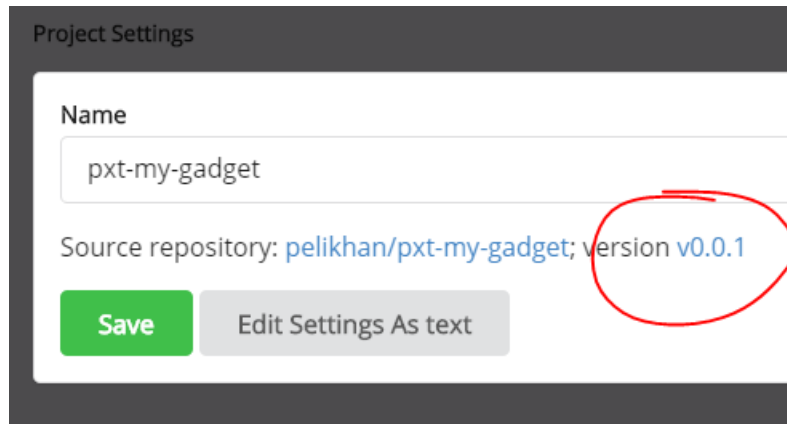 Project Settings
Name
pxt-my-gadget
Source repository: pelikhan/pxt-my-gadget; version v0.0.1
Save
Edit Settings As text